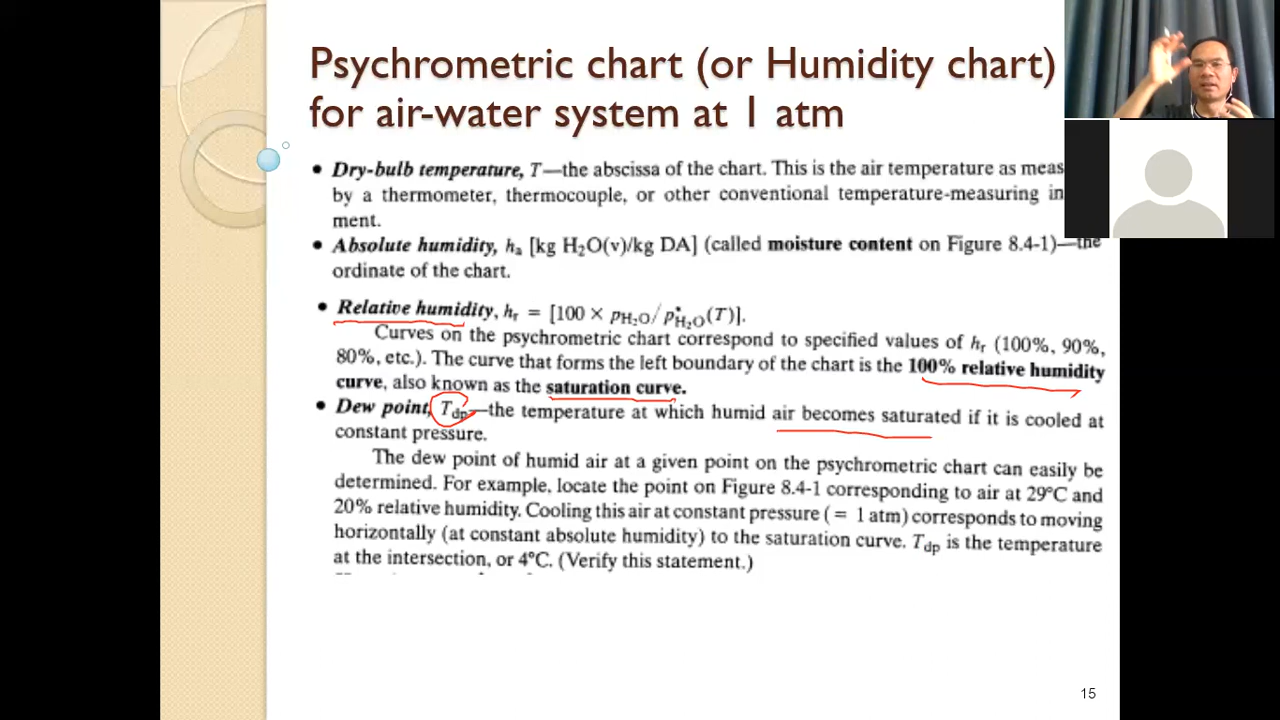 Psychrometric chart (or Humidity chart)
for air-water system at 1 atm
• Dry-bulb temperature, T—the abscissa of the chart. This is the air temperature as meas
by a thermometer, thermocouple, or other conventional temperature-measuring in
ment.
• Absolute humidity, hₐ [kg H₂O(v)/kg DA] (called moisture content on Figure 8.4-1)—the
ordinate of the chart.
• Relative humidity, hᵣ = [100 × p_H₂O/p*_H₂O(T)].
Curves on the psychrometric chart correspond to specified values of hᵣ (100%, 90%,
80%, etc.). The curve that forms the left boundary of the chart is the 100% relative humidity
curve, also known as the saturation curve.
• Dew point, T_dp—the temperature at which humid air becomes saturated if it is cooled at
constant pressure.
The dew point of humid air at a given point on the psychrometric chart can easily be
determined. For example, locate the point on Figure 8.4-1 corresponding to air at 29°C and
20% relative humidity. Cooling this air at constant pressure (= 1 atm) corresponds to moving
horizontally (at constant absolute humidity) to the saturation curve. T_dp is the temperature
at the intersection, or 4°C. (Verify this statement.)
15